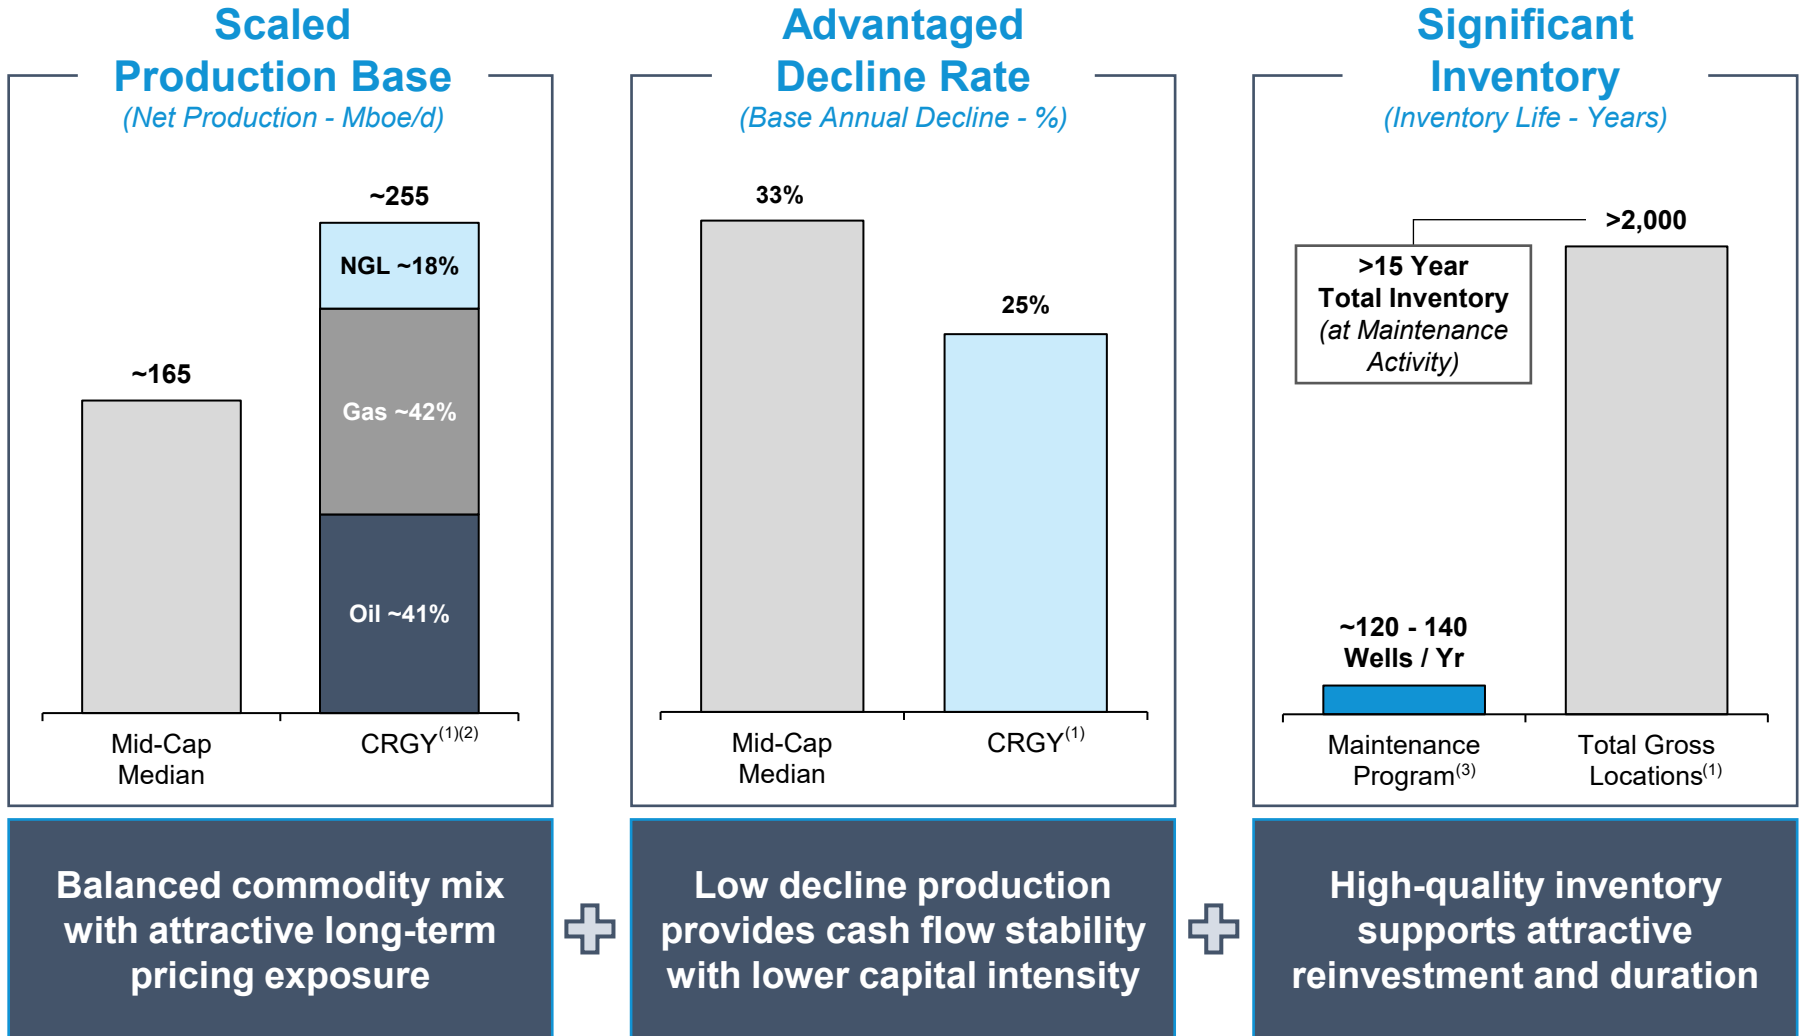 Scaled
Production Base
(Net Production - Mboe/d)
~255
NGL ~18%
~165
Gas ~42%
Oil ~41%
Mid-Cap
Median
CRGY(1)(2)
Balanced commodity mix
with attractive long-term
pricing exposure
Advantaged
Decline Rate
(Base Annual Decline - %)
33%
25%
Mid-Cap
Median
CRGY(1)
Low decline production
provides cash flow stability
with lower capital intensity
Significant
Inventory
(Inventory Life - Years)
>2,000
>15 Year
Total Inventory
(at Maintenance
Activity)
~120 - 140
Wells / Yr
Maintenance
Program(3)
Total Gross
Locations(1)
High-quality inventory
supports attractive
reinvestment and duration